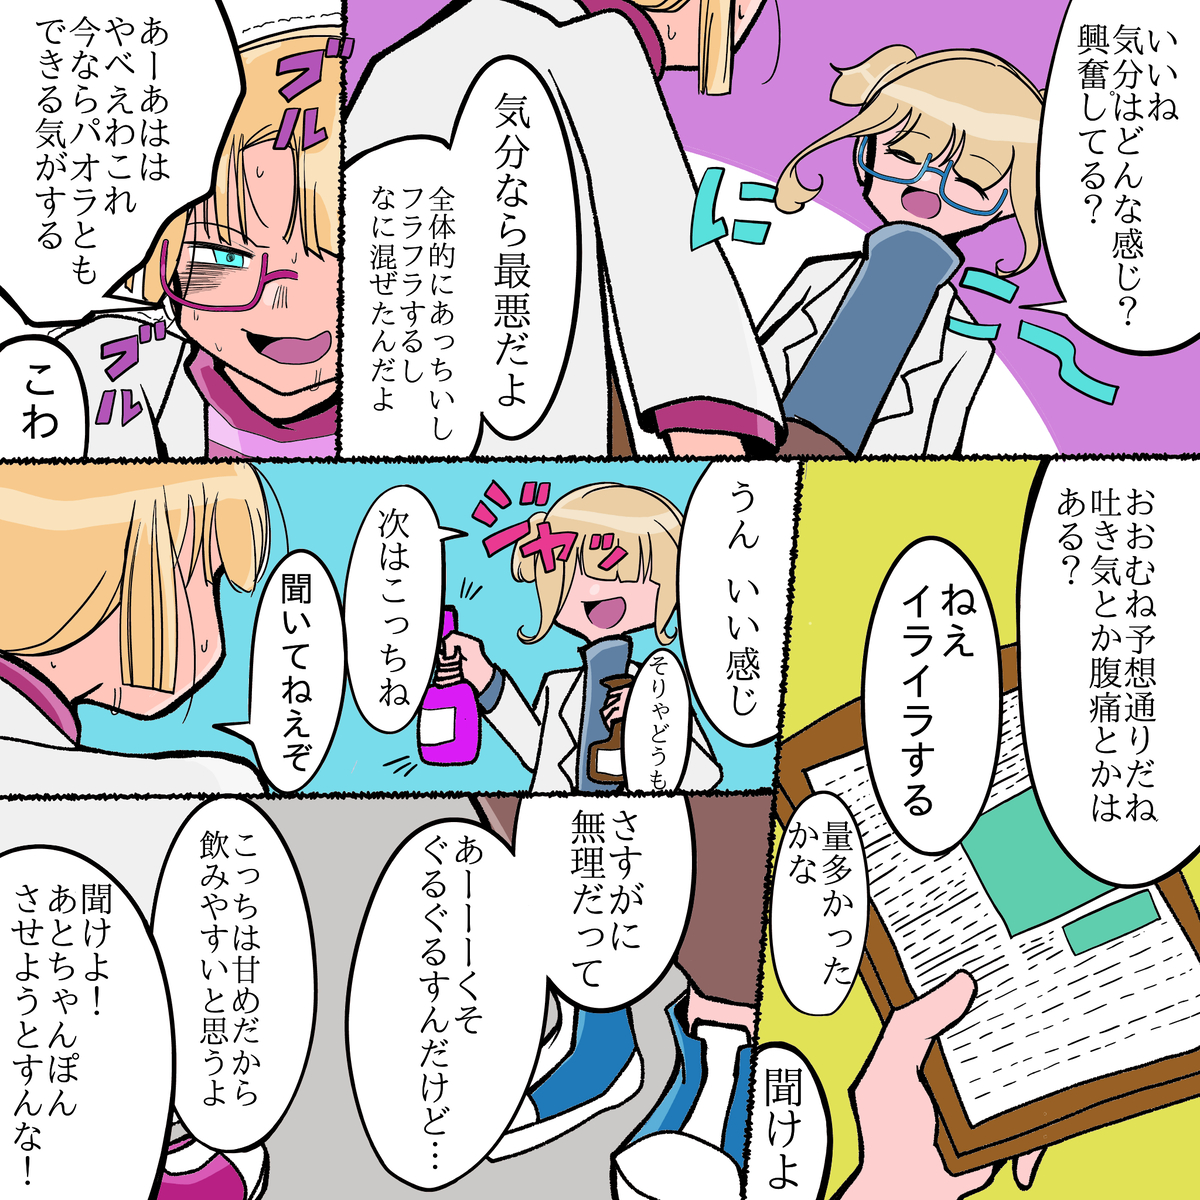 いいね
気分はどんな感じ？
興奮してる？
にこーっ
気分なら最悪だよ
全体的にあっちいし
フラフラするし
なに混ぜたんだよ
ブル
あーあはは
やべえわこれ
今ならパオラとも
できる気がする
ブル
こわ
おおむね予想通りだね
吐き気とか腹痛とかは
ある？
ねえ
イライラする
量多かった
かな
聞けよ
うん いい感じ
そりゃどうも
ジャッ
次はこっちね
聞いてねえぞ
さすがに
無理だって
あーーーくそ
ぐるぐるすんだけど…
こっちは甘めだから
飲みやすいと思うよ
聞けよ！
あとちゃんぽん
させようとすんな！